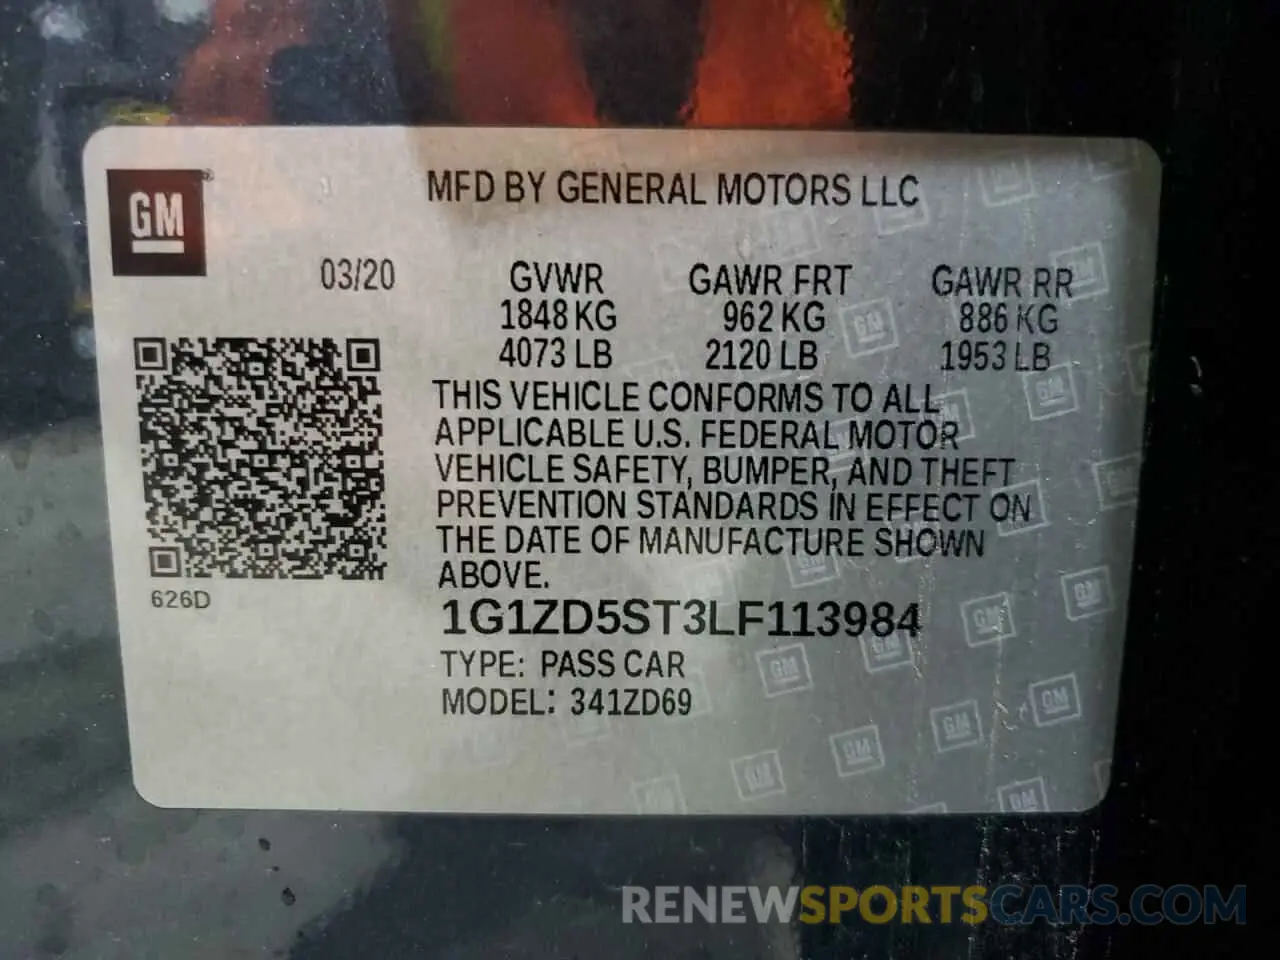 GM®
MFD BY GENERAL MOTORS LLC
03/20 GVWR GAWR FRT GAWR RR
1848 KG 962 KG 886 KG
4073 LB 2120 LB 1953 LB
THIS VEHICLE CONFORMS TO ALL
APPLICABLE U.S. FEDERAL MOTOR
VEHICLE SAFETY, BUMPER, AND THEFT
PREVENTION STANDARDS IN EFFECT ON
THE DATE OF MANUFACTURE SHOWN
ABOVE.
626D
1G1ZD5ST3LF113984
TYPE: PASS CAR
MODEL: 341ZD69
RENEWSPORTSCARS.COM